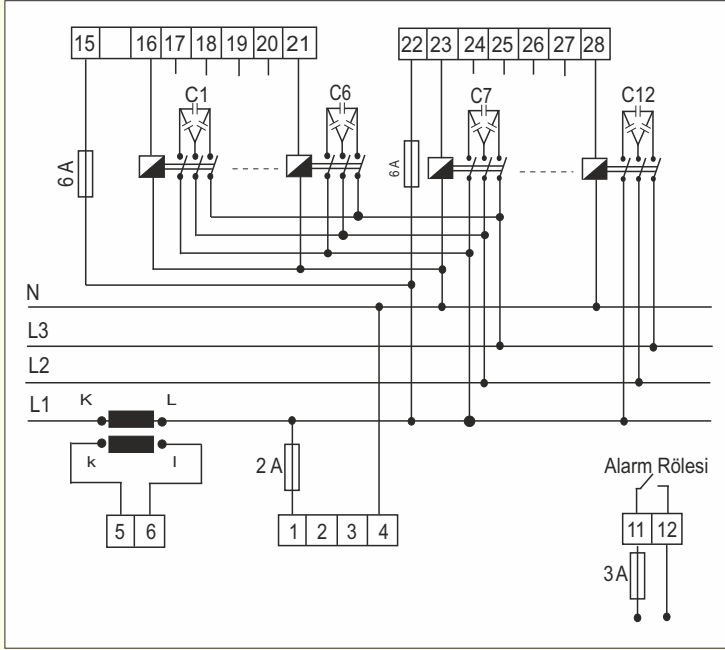 15 16 17 18 19 20 21
22 23 24 25 26 27 28
C1 C6 C7 C12
6 A
6 A
N
L3
L2
L1
K L
k l
2 A
Alarm Rölesi
5 6
1 2 3 4
11 12
3 A